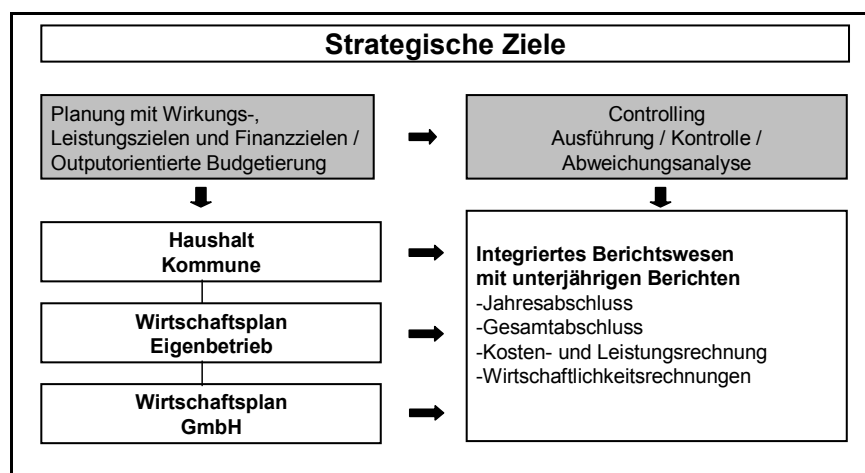 Strategische Ziele
Planung mit Wirkungs-,
Leistungszielen und Finanzzielen /
Outputorientierte Budgetierung
Controlling
Ausführung / Kontrolle /
Abweichungsanalyse
Haushalt
Kommune
Wirtschaftsplan
Eigenbetrieb
Wirtschaftsplan
GmbH
Integriertes Berichtswesen
mit unterjährigen Berichten
-Jahresabschluss
-Gesamtabschluss
-Kosten- und Leistungsrechnung
-Wirtschaftlichkeitsrechnungen